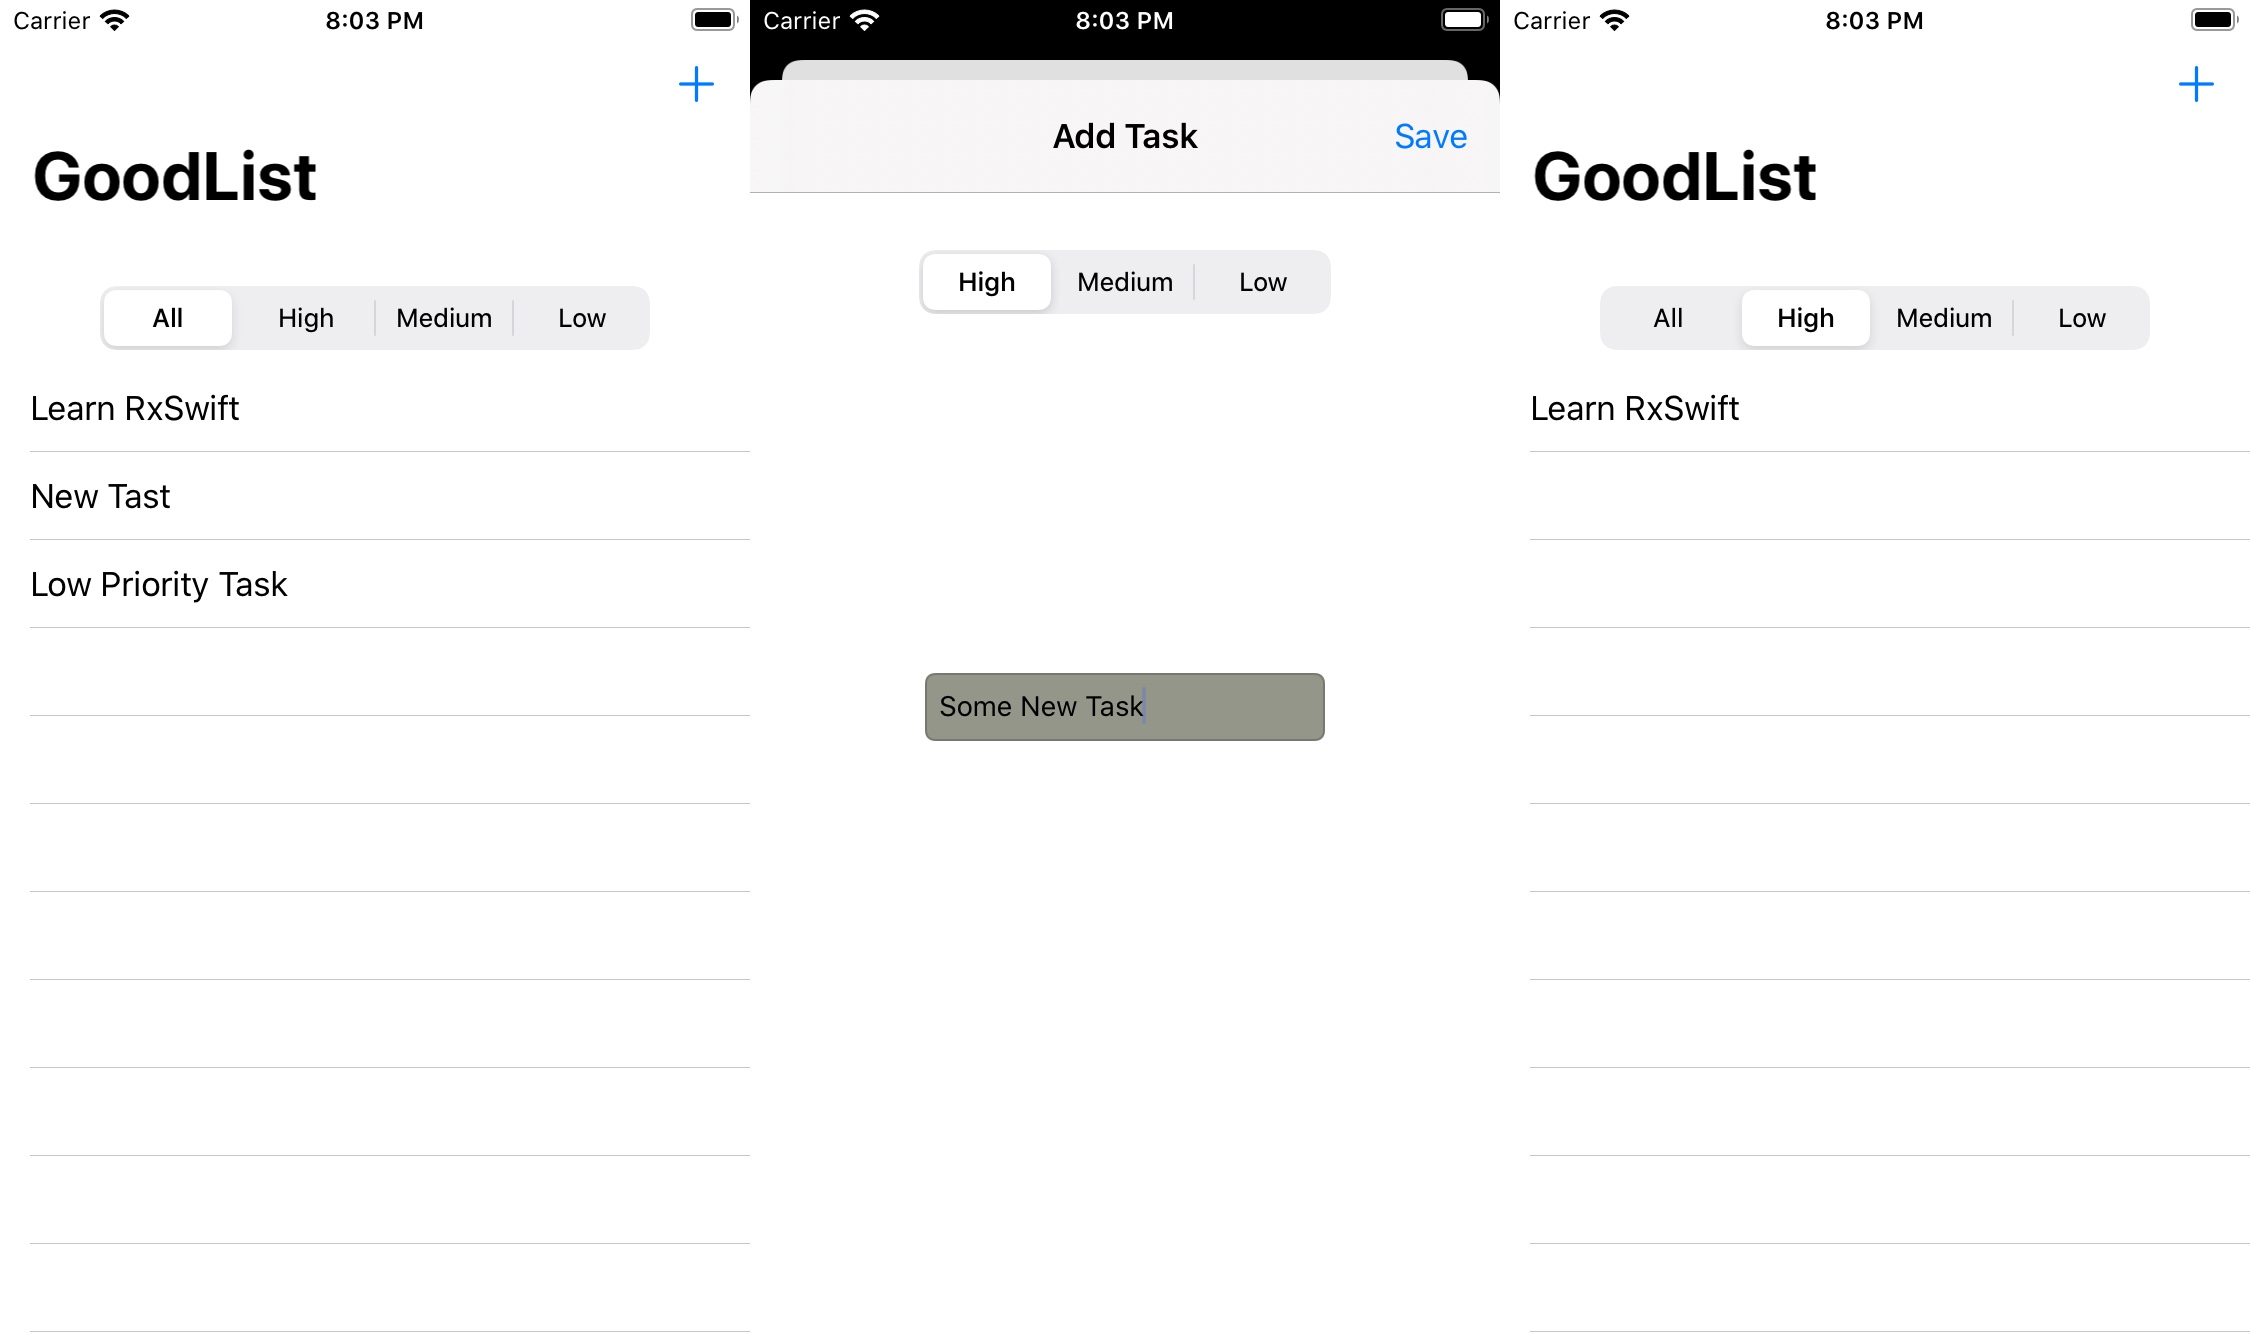 Carrier 8:03 PM
GoodList
All High Medium Low
Learn RxSwift
New Tast
Low Priority Task
Carrier 8:03 PM
Add Task Save
High Medium Low
Some New Task
Carrier 8:03 PM
GoodList
All High Medium Low
Learn RxSwift